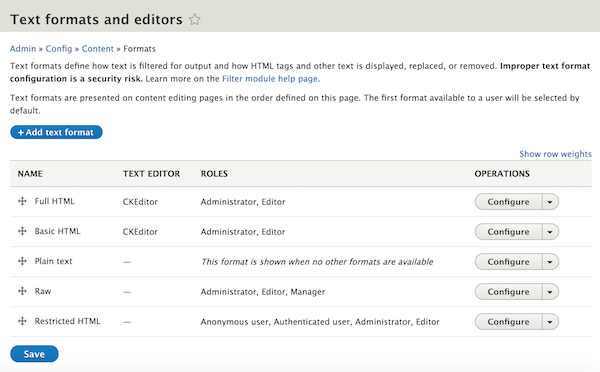 Text formats and editors
Admin » Config » Content » Formats
Text formats define how text is filtered for output and how HTML tags and other text is displayed, replaced, or removed. Improper text format
configuration is a security risk. Learn more on the Filter module help page.
Text formats are presented on content editing pages in the order defined on this page. The first format available to a user will be selected by
default.
+ Add text format
Show row weights
NAME TEXT EDITOR ROLES OPERATIONS
Full HTML CKEditor Administrator, Editor Configure
Basic HTML CKEditor Administrator, Editor Configure
Plain text — This format is shown when no other formats are available Configure
Raw — Administrator, Editor, Manager Configure
Restricted HTML — Anonymous user, Authenticated user, Administrator, Editor Configure
Save